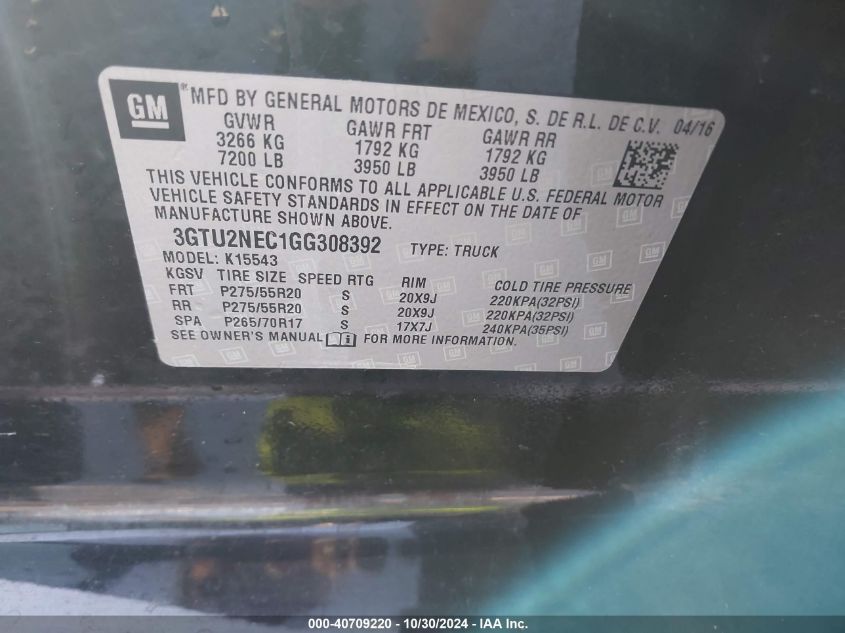 GM ® MFD BY GENERAL MOTORS DE MEXICO, S. DE R.L. DE C.V. 04/16
GVWR GAWR FRT GAWR RR
3266 KG 1792 KG 1792 KG
7200 LB 3950 LB 3950 LB
THIS VEHICLE CONFORMS TO ALL APPLICABLE U.S. FEDERAL MOTOR
VEHICLE SAFETY STANDARDS IN EFFECT ON THE DATE OF
MANUFACTURE SHOWN ABOVE.
3GTU2NEC1GG308392 TYPE: TRUCK
MODEL: K15543
KGSV TIRE SIZE SPEED RTG RIM COLD TIRE PRESSURE
FRT P275/55R20 S 20X9J 220KPA(32PSI)
RR P275/55R20 S 20X9J 220KPA(32PSI)
SPA P265/70R17 S 17X7J 240KPA(35PSI)
SEE OWNER'S MANUAL FOR MORE INFORMATION.
000-40709220 - 10/30/2024 - IAA Inc.